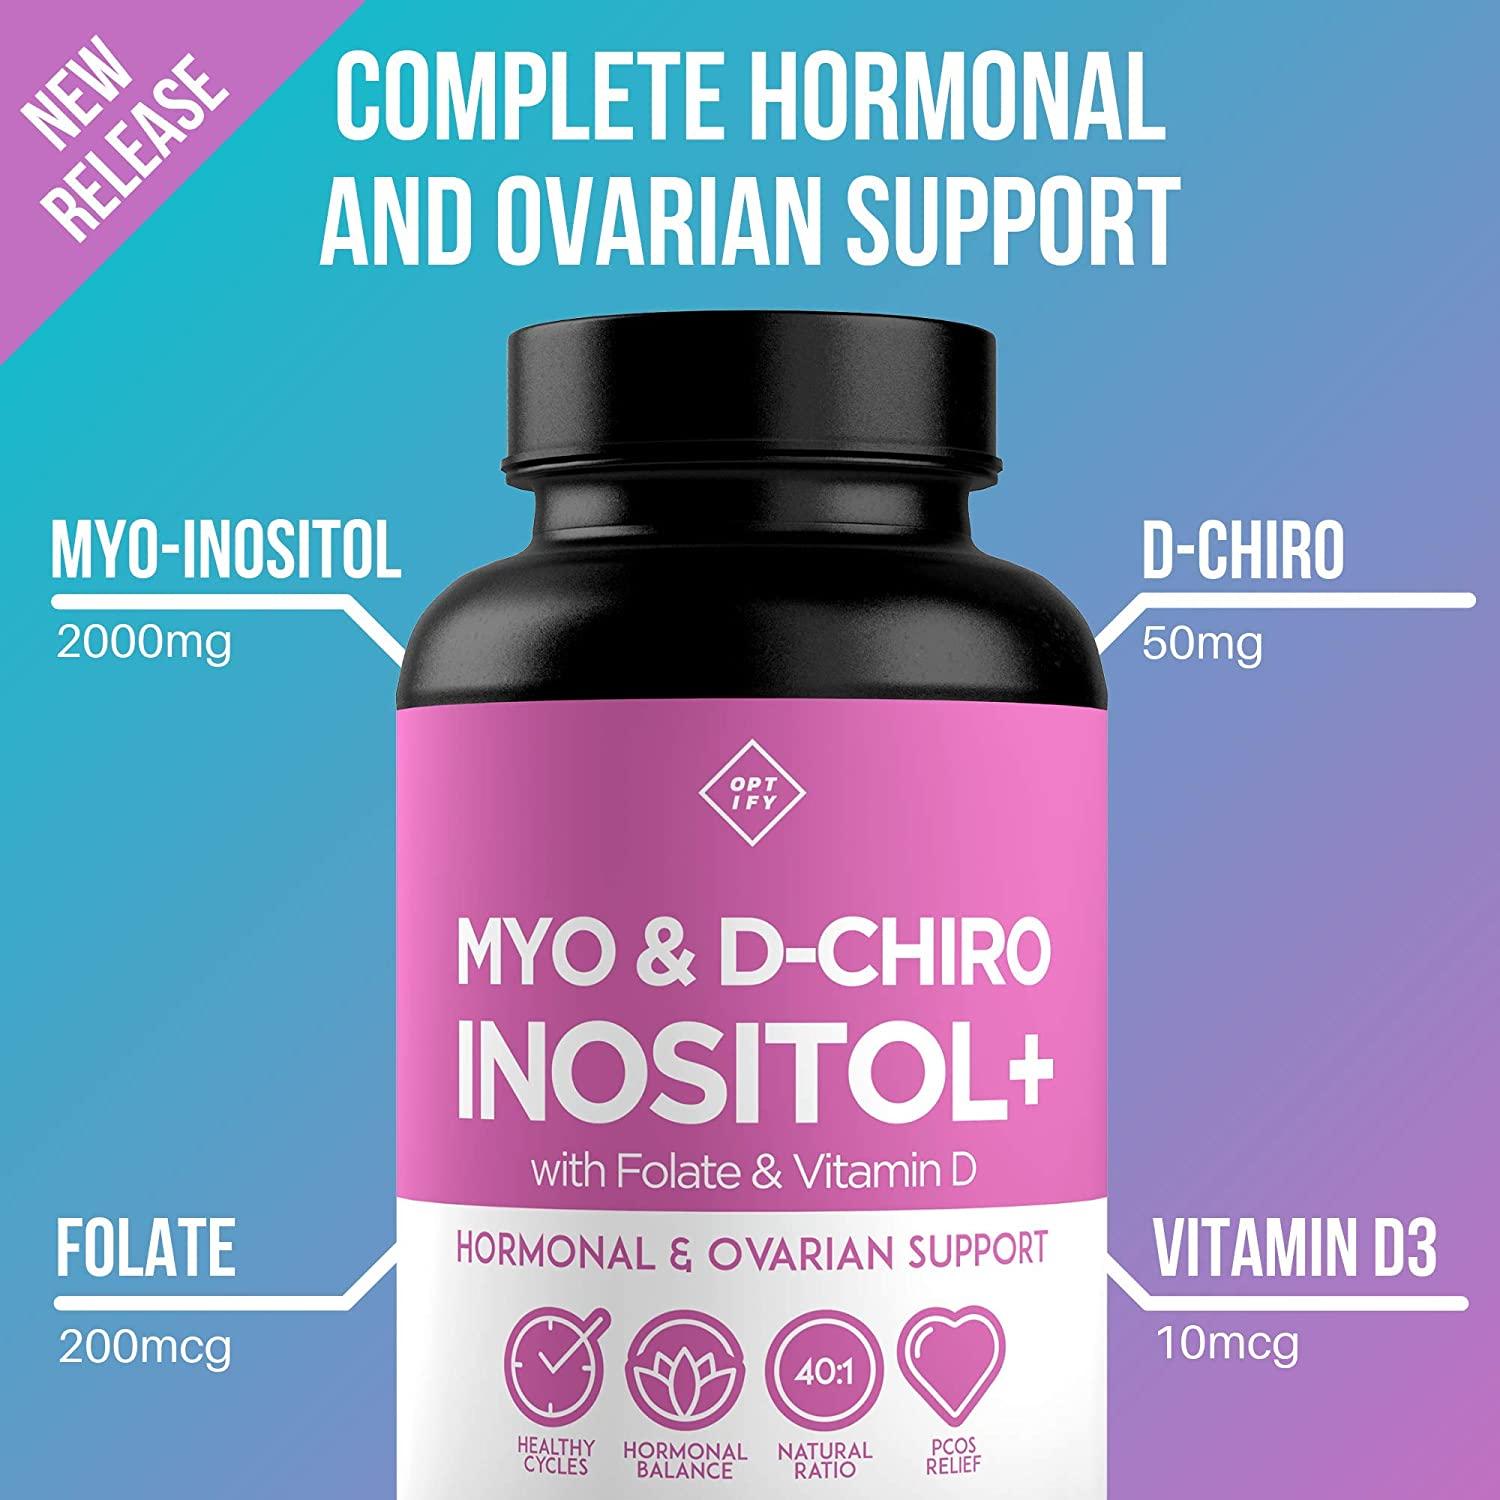 NEW
RELEASE
COMPLETE HORMONAL
AND OVARIAN SUPPORT
MYO-INOSITOL
2000mg
D-CHIRO
50mg
OPT
IFY
MYO & D-CHIRO
INOSITOL+
with Folate & Vitamin D
FOLATE
200mcg
VITAMIN D3
10mcg
HORMONAL & OVARIAN SUPPORT
40:1
HEALTHY
CYCLES
HORMONAL
BALANCE
NATURAL
RATIO
PCOS
RELIEF